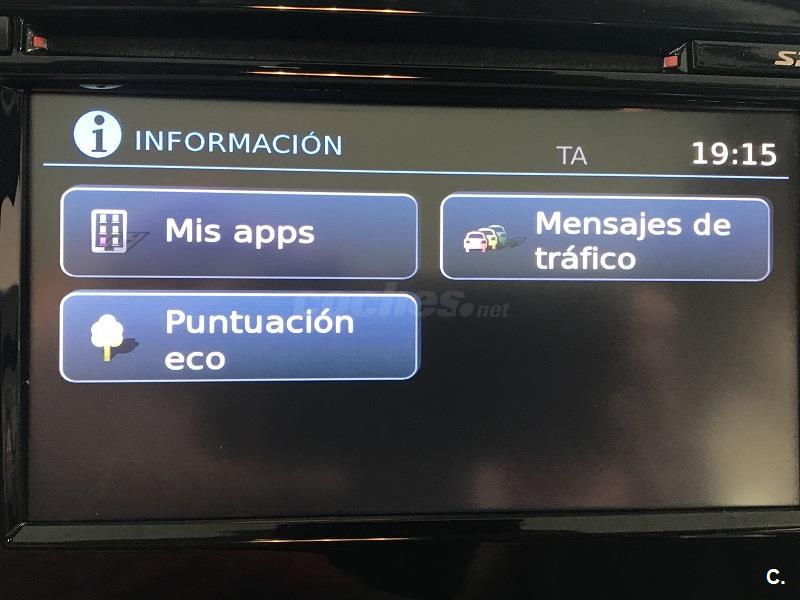 INFORMACIÓN
TA
19:15
Mis apps
Mensajes de
tráfico
Puntuación
eco
coches.net
C.